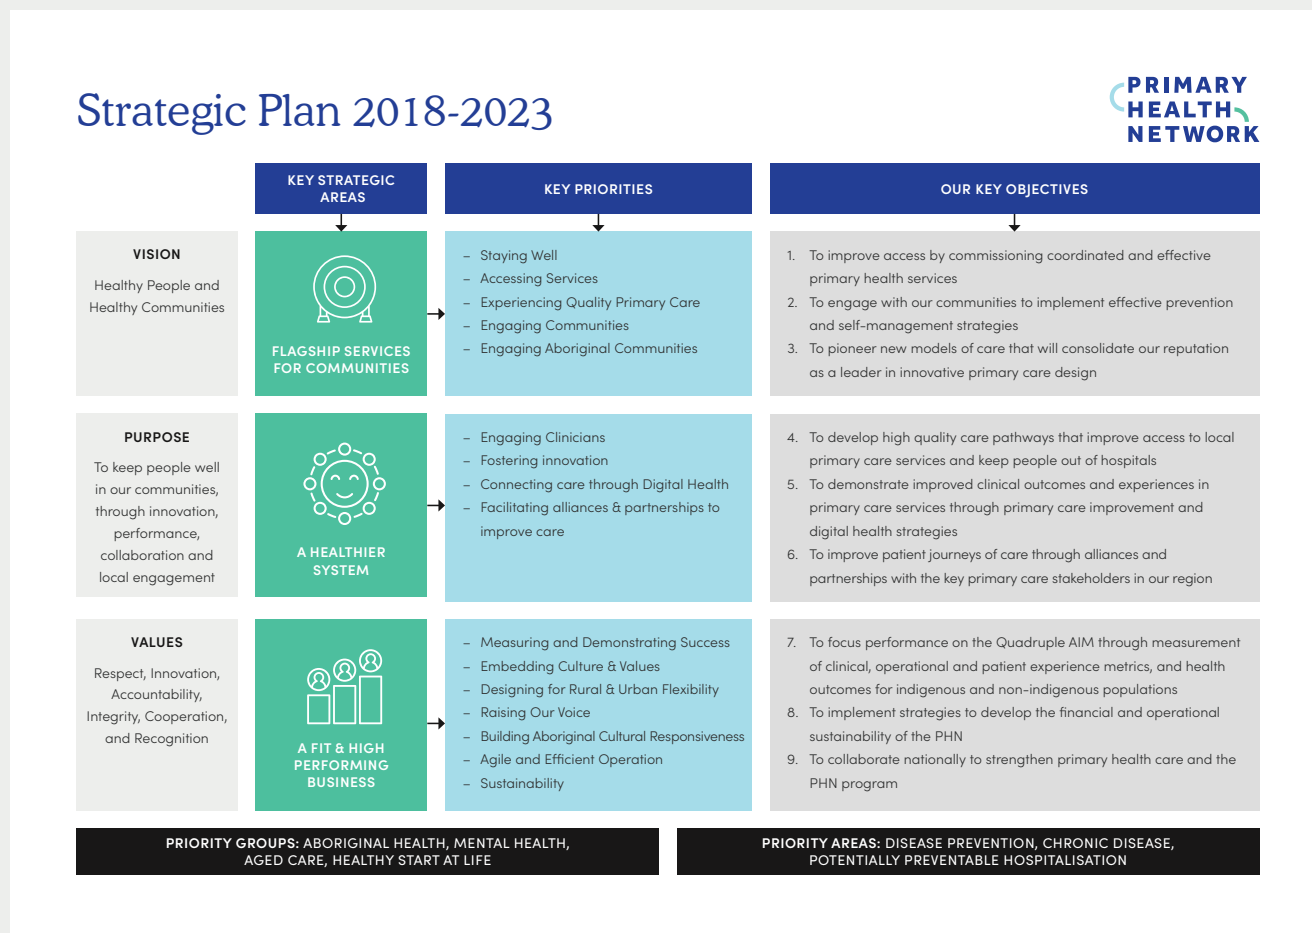 Strategic Plan 2018-2023
PRIMARY
HEALTH
NETWORK
KEY STRATEGIC
AREAS
KEY PRIORITIES
OUR KEY OBJECTIVES
VISION
Healthy People and
Healthy Communities
FLAGSHIP SERVICES
FOR COMMUNITIES
– Staying Well
– Accessing Services
– Experiencing Quality Primary Care
– Engaging Communities
– Engaging Aboriginal Communities
1. To improve access by commissioning coordinated and effective
primary health services
2. To engage with our communities to implement effective prevention
and self-management strategies
3. To pioneer new models of care that will consolidate our reputation
as a leader in innovative primary care design
PURPOSE
To keep people well
in our communities,
through innovation,
performance,
collaboration and
local engagement
A HEALTHIER
SYSTEM
– Engaging Clinicians
– Fostering innovation
– Connecting care through Digital Health
– Facilitating alliances & partnerships to
improve care
4. To develop high quality care pathways that improve access to local
primary care services and keep people out of hospitals
5. To demonstrate improved clinical outcomes and experiences in
primary care services through primary care improvement and
digital health strategies
6. To improve patient journeys of care through alliances and
partnerships with the key primary care stakeholders in our region
VALUES
Respect, Innovation,
Accountability,
Integrity, Cooperation,
and Recognition
A FIT & HIGH
PERFORMING
BUSINESS
– Measuring and Demonstrating Success
– Embedding Culture & Values
– Designing for Rural & Urban Flexibility
– Raising Our Voice
– Building Aboriginal Cultural Responsiveness
– Agile and Efficient Operation
– Sustainability
7. To focus performance on the Quadruple AIM through measurement
of clinical, operational and patient experience metrics, and health
outcomes for indigenous and non-indigenous populations
8. To implement strategies to develop the financial and operational
sustainability of the PHN
9. To collaborate nationally to strengthen primary health care and the
PHN program
PRIORITY GROUPS: ABORIGINAL HEALTH, MENTAL HEALTH,
AGED CARE, HEALTHY START AT LIFE
PRIORITY AREAS: DISEASE PREVENTION, CHRONIC DISEASE,
POTENTIALLY PREVENTABLE HOSPITALISATION